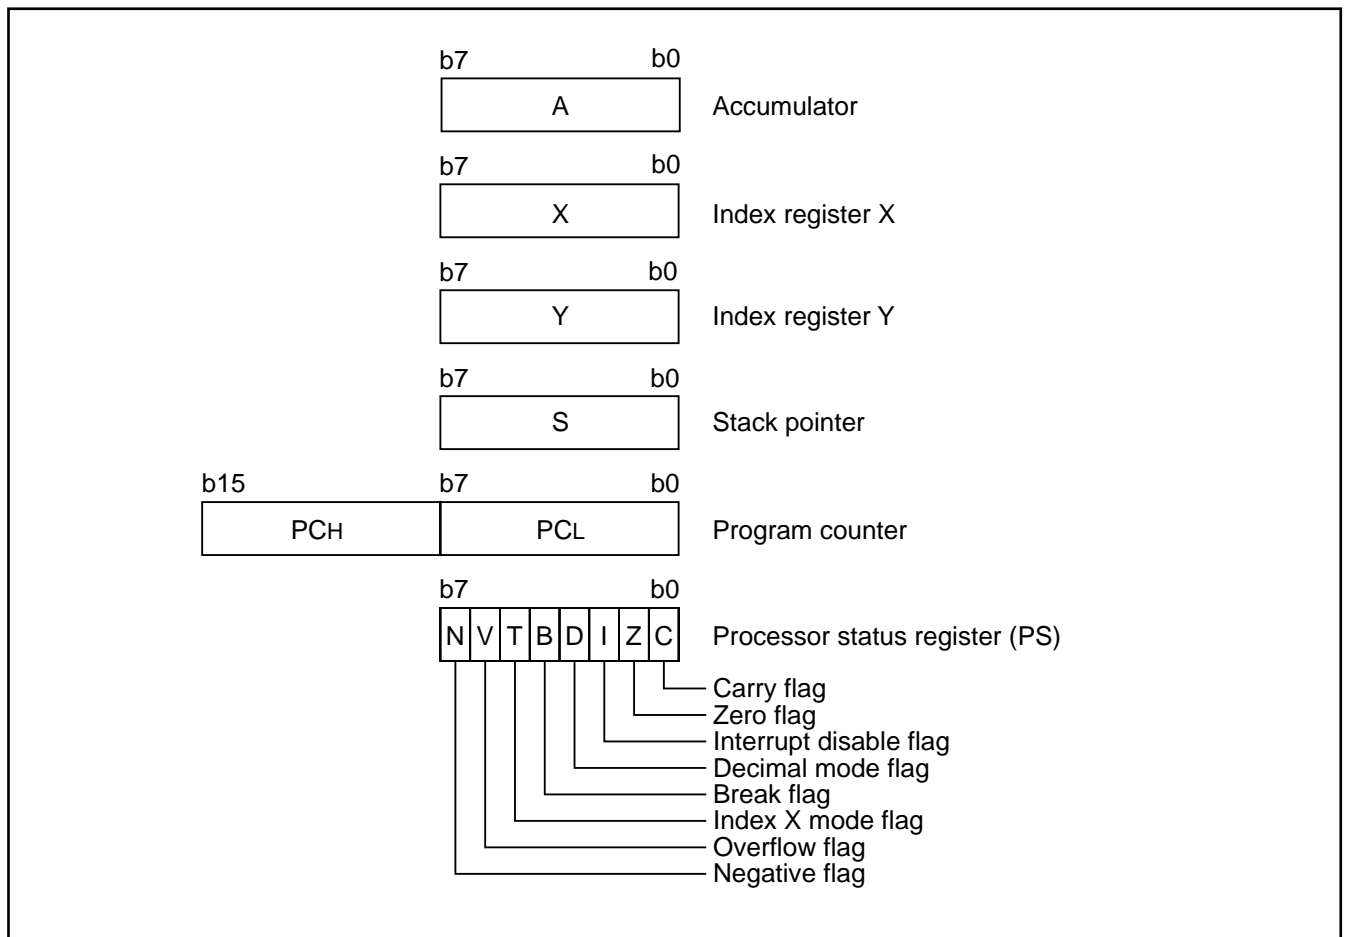 b7 b0
A Accumulator
b7 b0
X Index register X
b7 b0
Y Index register Y
b7 b0
S Stack pointer
b15 b7 b0
PCH PCL Program counter
b7 b0
N V T B D I Z C Processor status register (PS)
Carry flag
Zero flag
Interrupt disable flag
Decimal mode flag
Break flag
Index X mode flag
Overflow flag
Negative flag